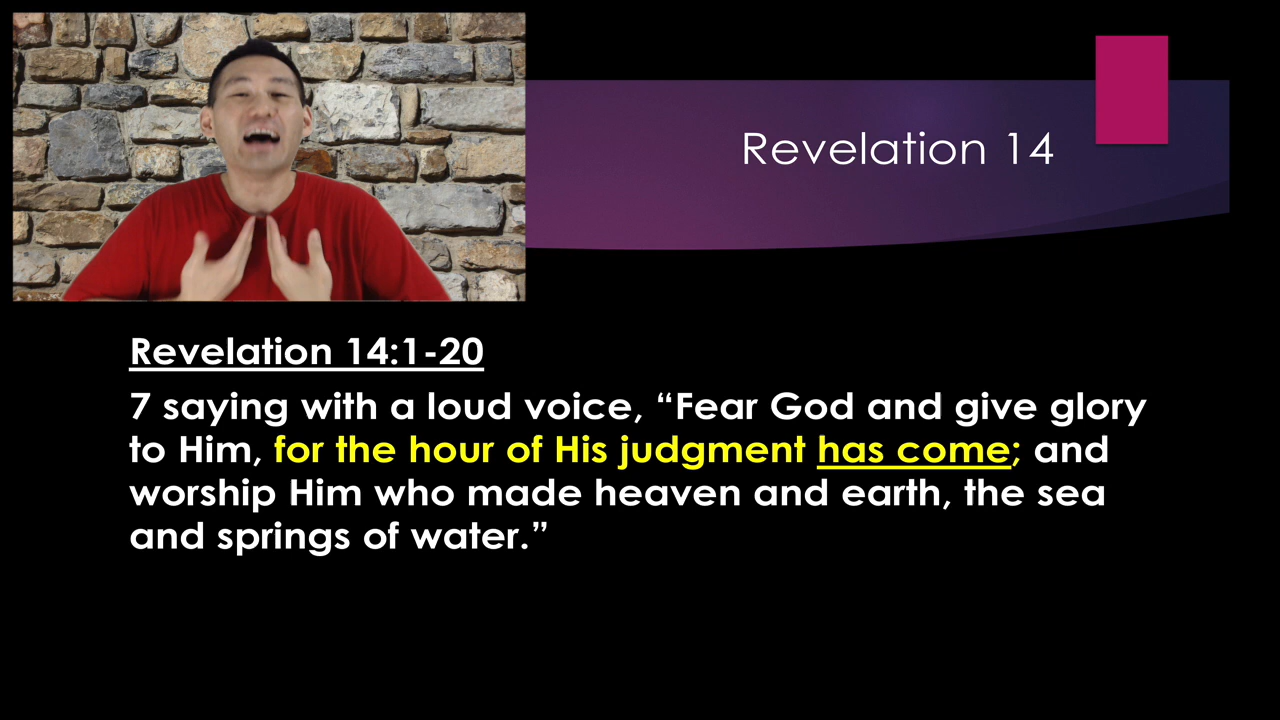 Revelation 14
Revelation 14:1-20
7 saying with a loud voice, “Fear God and give glory
to Him, for the hour of His judgment has come; and
worship Him who made heaven and earth, the sea
and springs of water.”